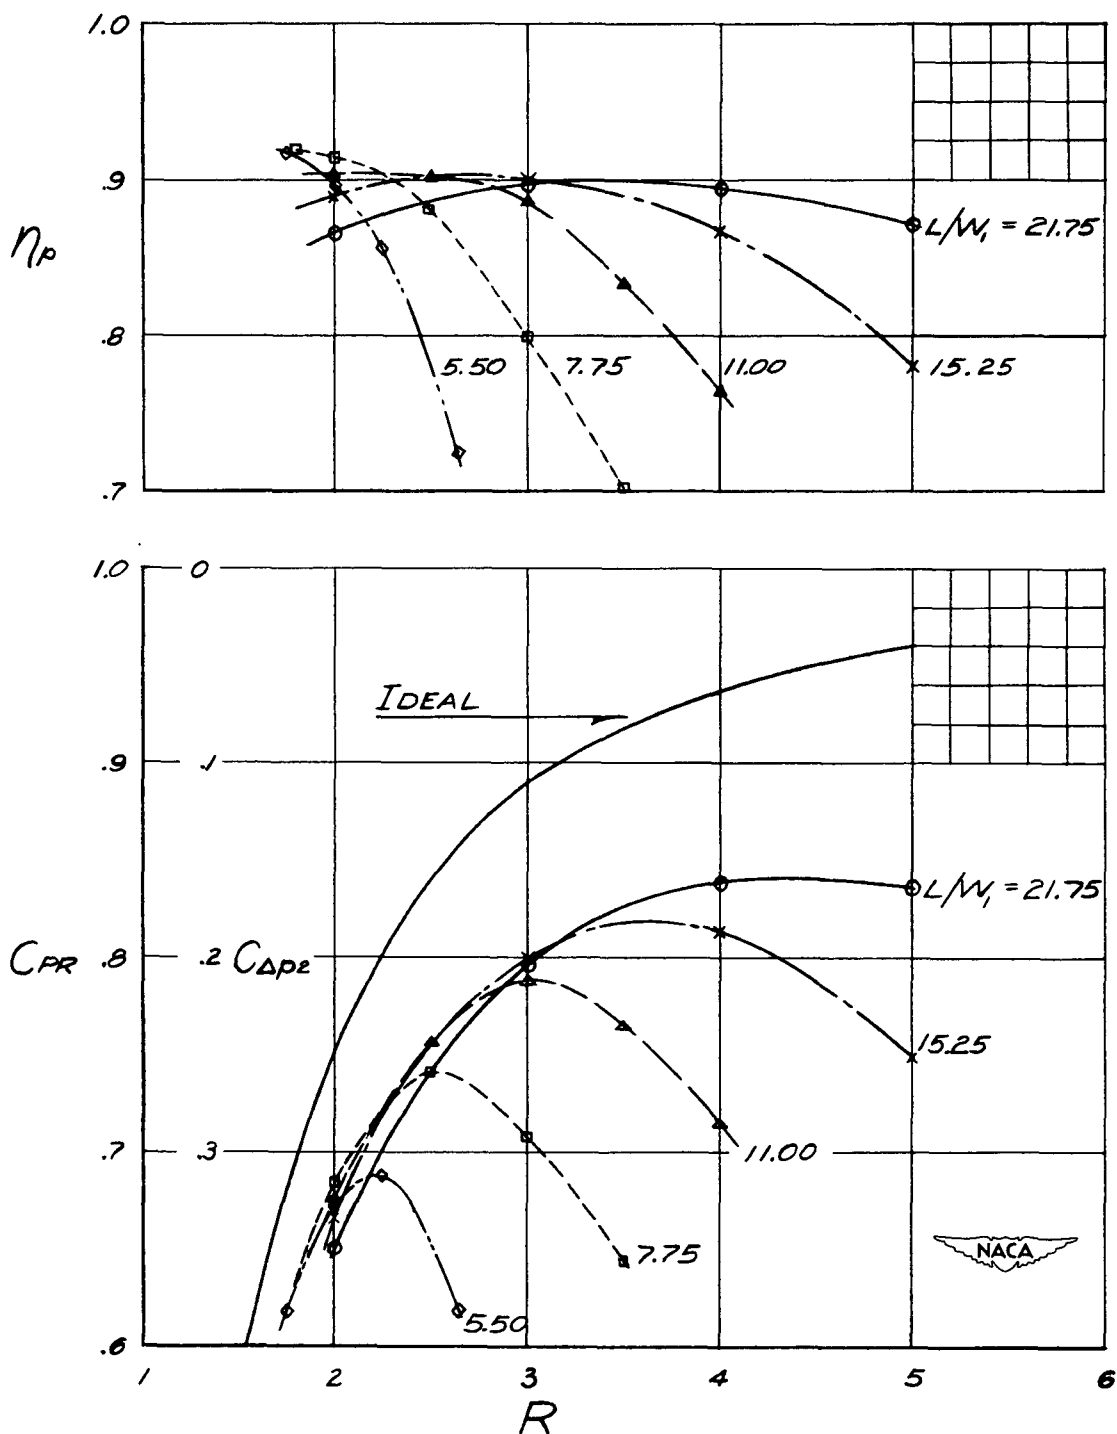 1.0
.9
ηp
L/W₁ = 21.75
.8
5.50 7.75 11.00 15.25
.7
1.0 0
IDEAL
.9 .1
L/W₁ = 21.75
CPR .8 .2 CΔp2
15.25
.7 .3 11.00
7.75
NACA
5.50
.6
1 2 3 4 5 6
R